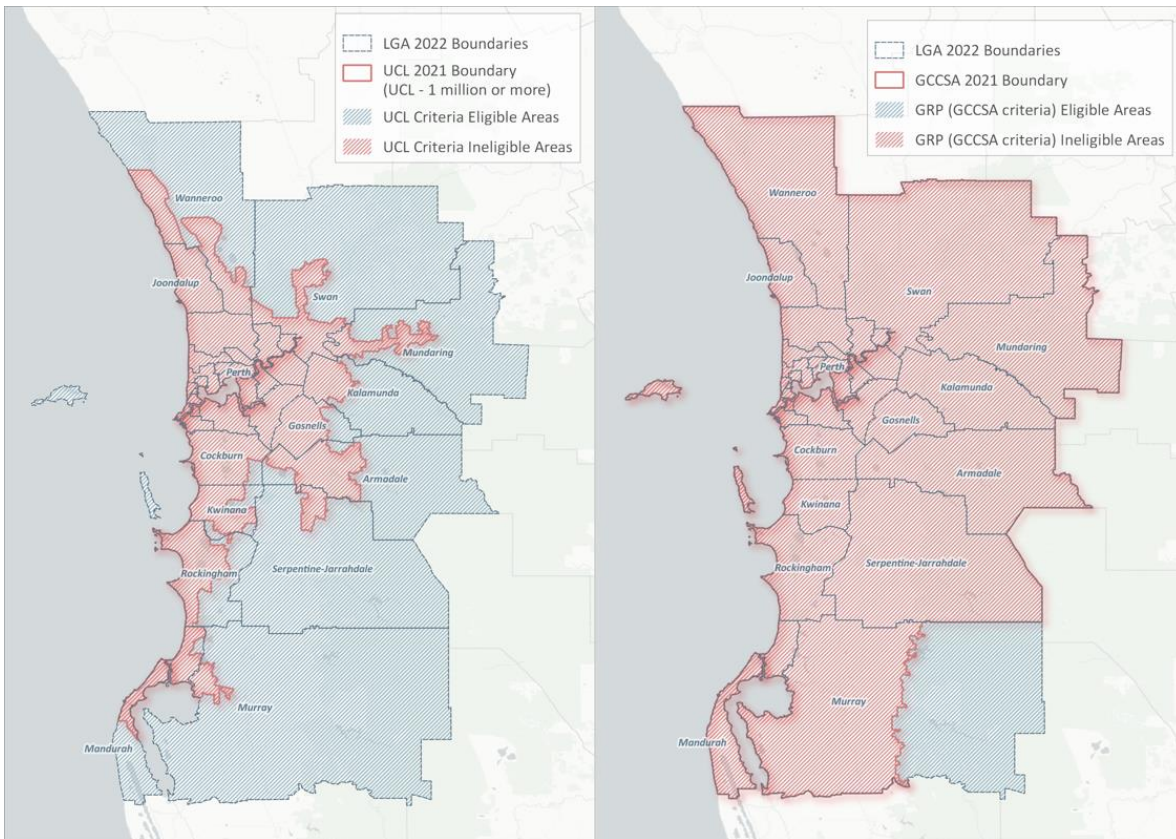 LGA 2022 Boundaries
UCL 2021 Boundary
(UCL - 1 million or more)
UCL Criteria Eligible Areas
UCL Criteria Ineligible Areas
Wanneroo
Joondalup
Swan
Mundaring
Perth
Kalamunda
Gosnells
Cockburn
Armadale
Kwinana
Rockingham
Serpentine-Jarrahdale
Murray
Mandurah
LGA 2022 Boundaries
GCCSA 2021 Boundary
GRP (GCCSA criteria) Eligible Areas
GRP (GCCSA criteria) Ineligible Areas
Wanneroo
Joondalup
Swan
Mundaring
Perth
Kalamunda
Gosnells
Cockburn
Armadale
Kwinana
Serpentine-Jarrahdale
Rockingham
Murray
Mandurah